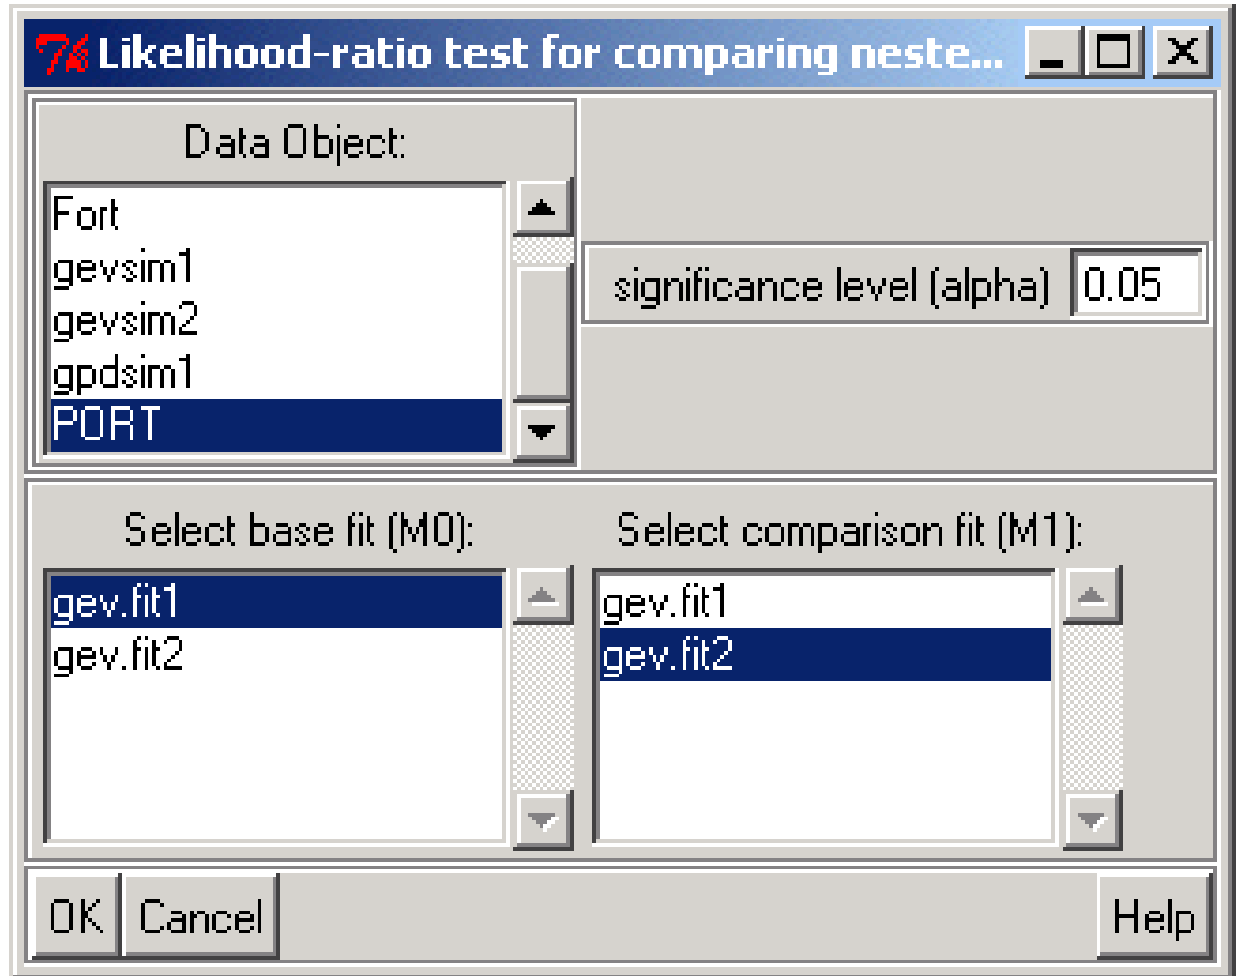 Likelihood-ratio test for comparing neste...
Data Object:
Fort
gevsim1
gevsim2
gpdsim1
PORT
significance level (alpha) 0.05
Select base fit (M0):
gev.fit1
gev.fit2
Select comparison fit (M1):
gev.fit1
gev.fit2
OK Cancel Help